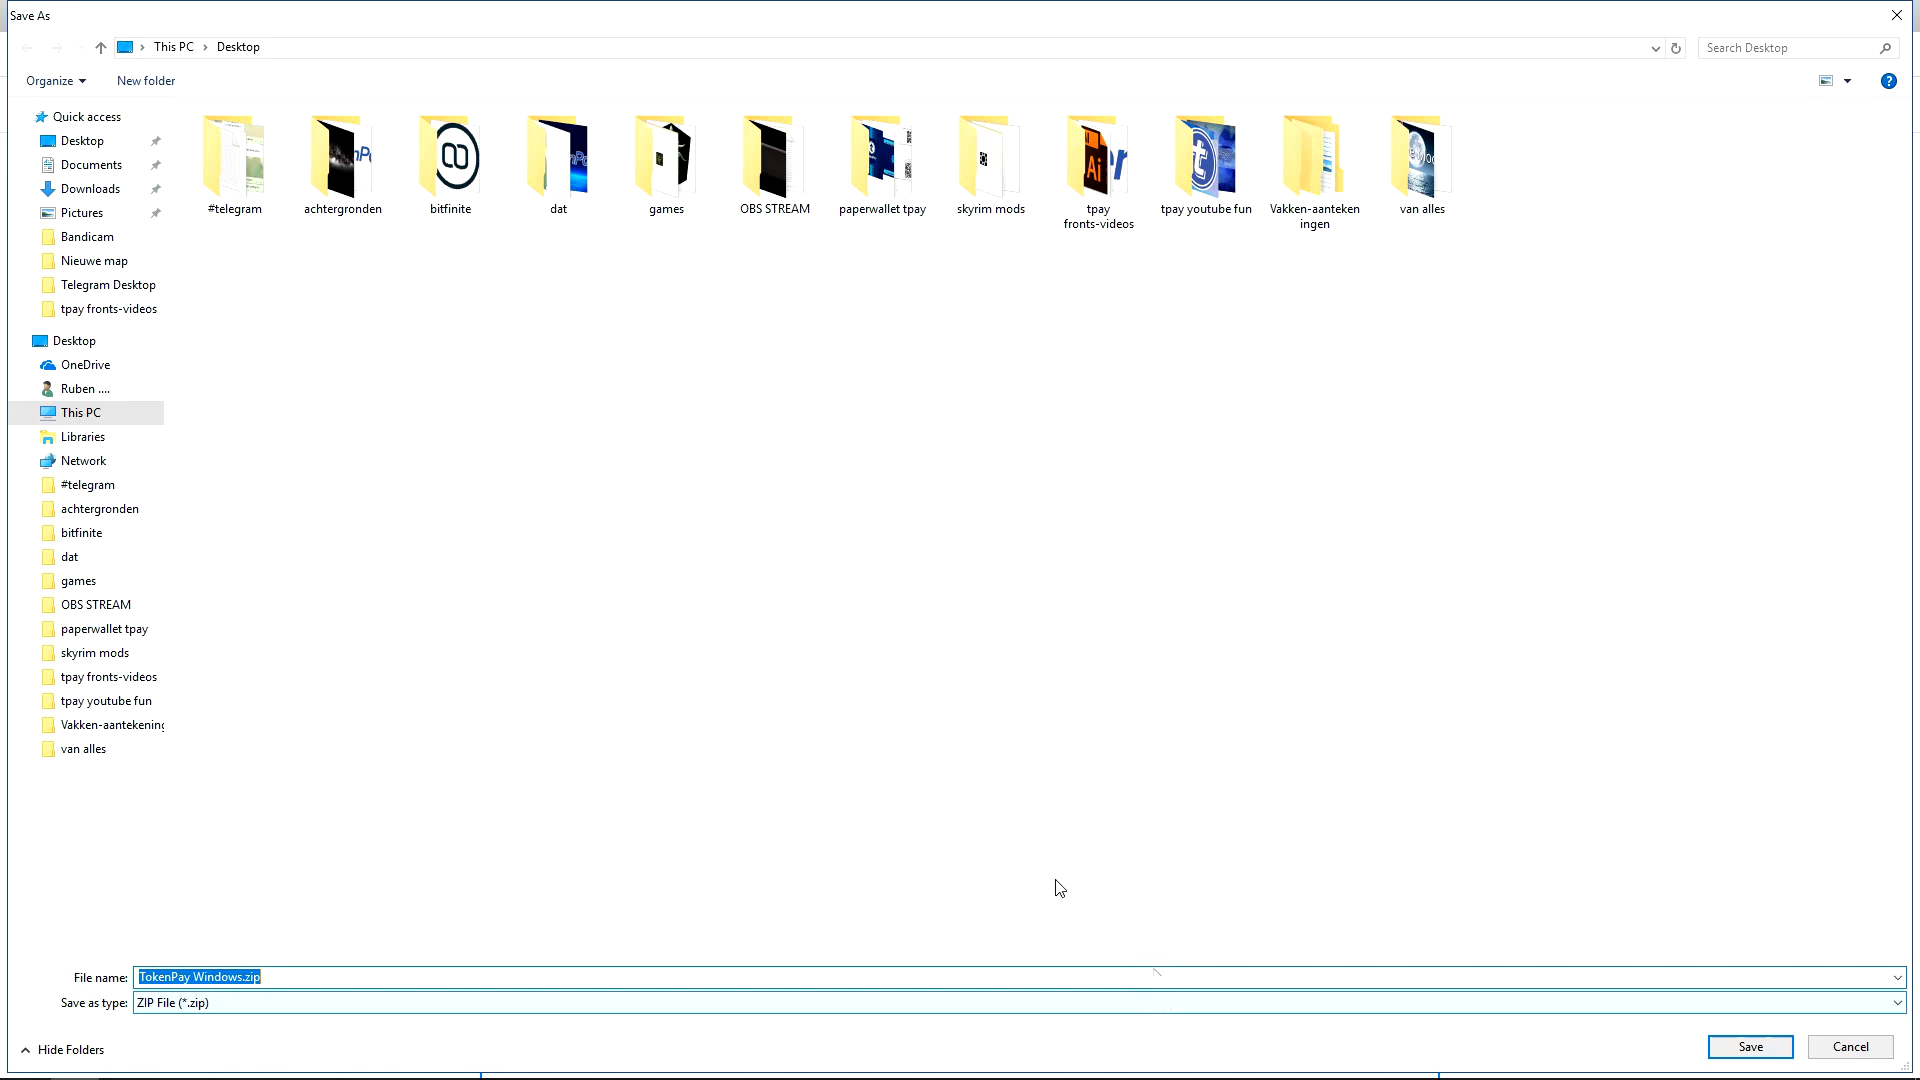 Save As
This PC
Desktop
Search Desktop
Organize
New folder
?
Quick access
Desktop
Documents
Downloads
Pictures
Bandicam
Nieuwe map
Telegram Desktop
tpay fronts-videos
Desktop
OneDrive
Ruben ....
This PC
Libraries
Network
#telegram
achtergronden
bitfinite
dat
games
OBS STREAM
paperwallet tpay
skyrim mods
tpay fronts-videos
tpay youtube fun
Vakken-aantekening
van alles
Ai
#telegram
achtergronden
bitfinite
dat
games
OBS STREAM
paperwallet tpay
skyrim mods
tpay
fronts-videos
tpay youtube fun
Vakken-aanteken
ingen
van alles
File name: TokenPay Windows.zip
Save as type: ZIP File (*.zip)
Hide Folders
Save
Cancel